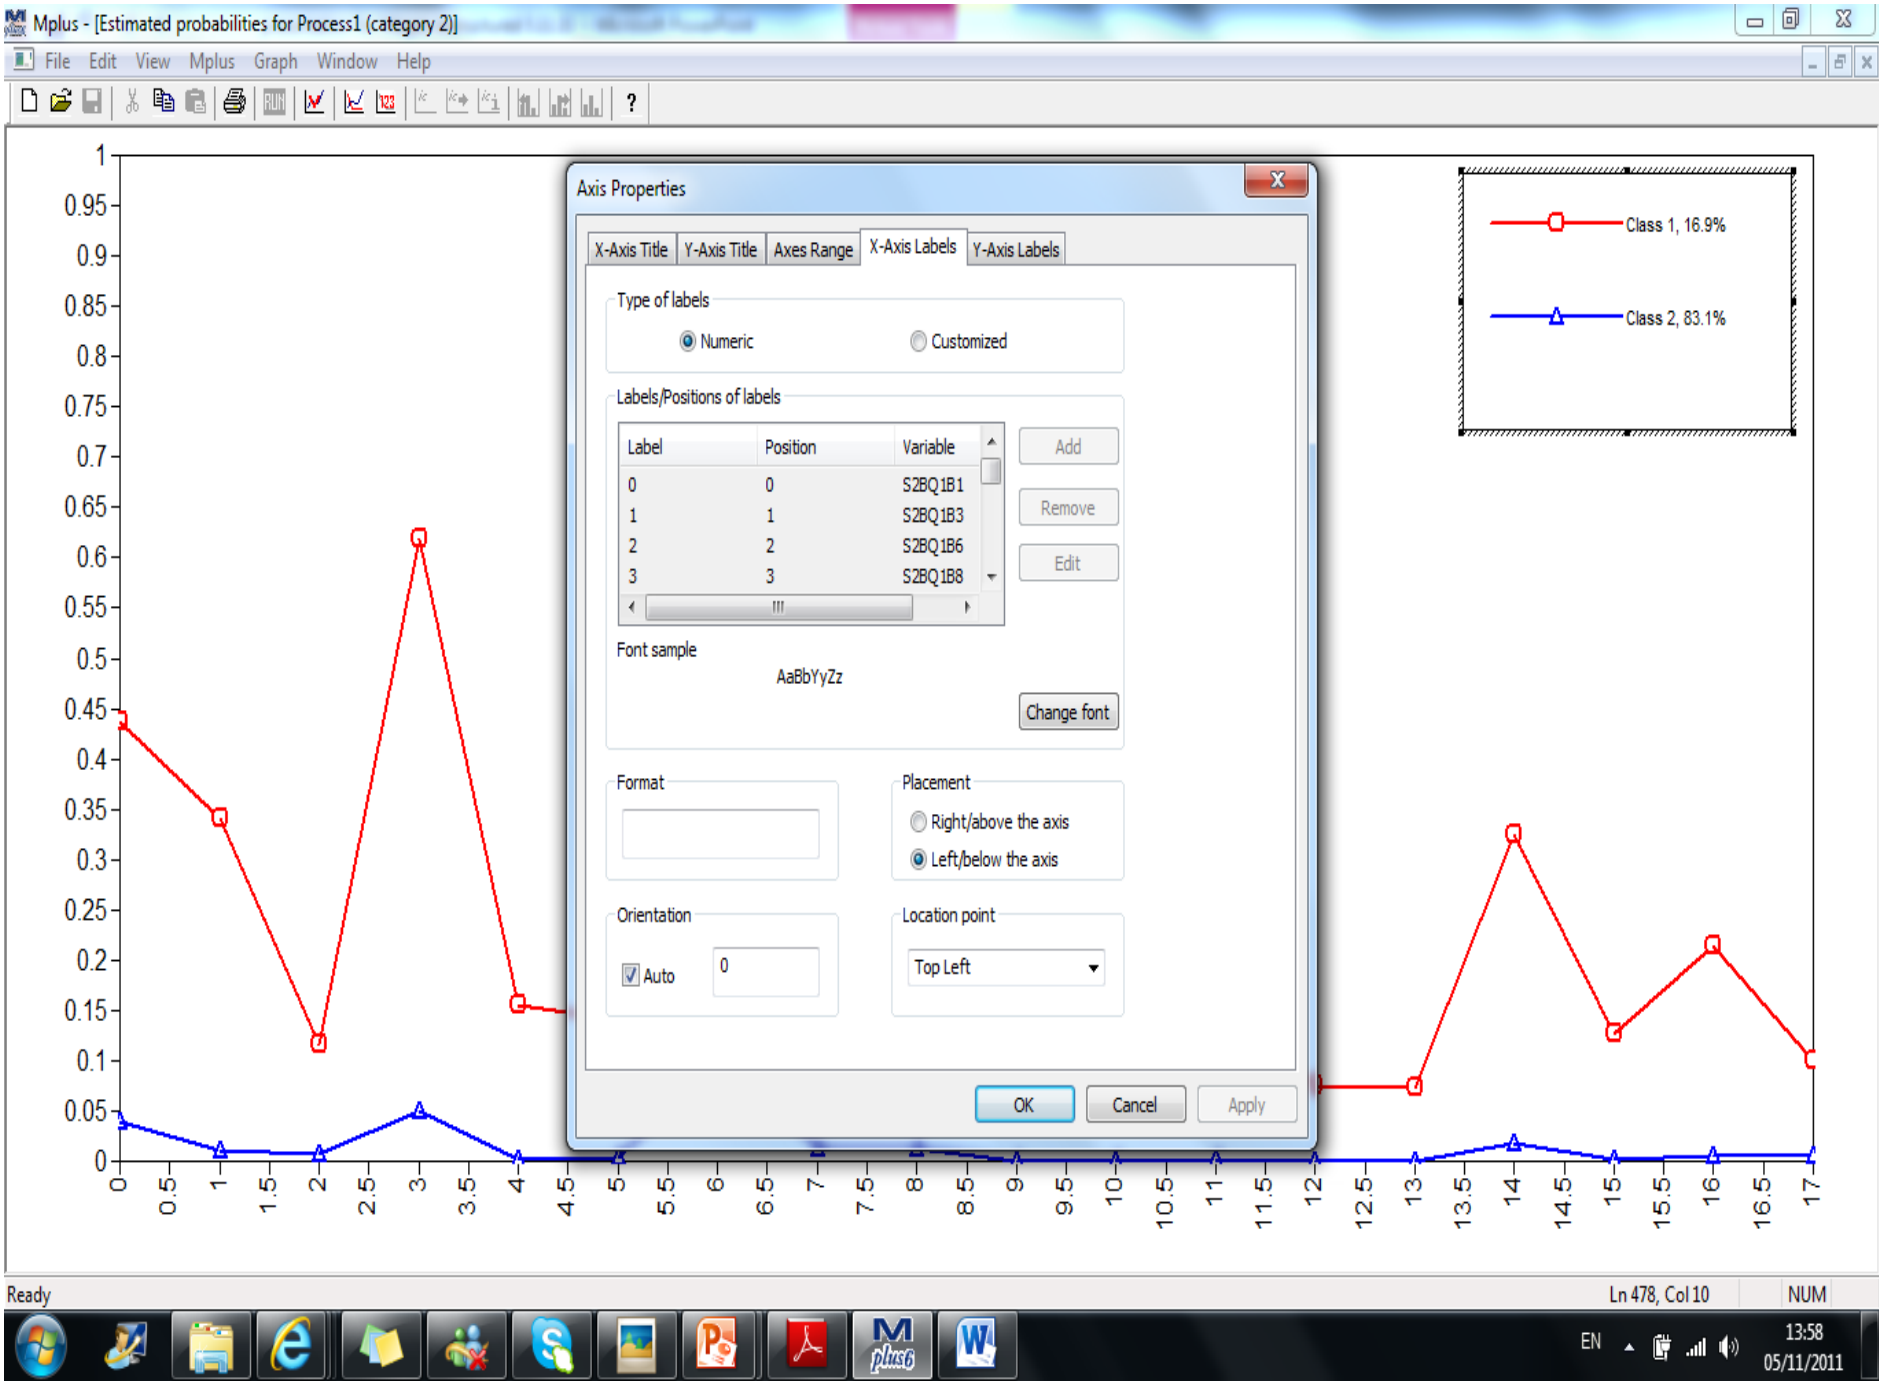 Mplus - [Estimated probabilities for Process1 (category 2)]
File Edit View Mplus Graph Window Help
RUN 123 ?
1
0.95
0.9
0.85
0.8
0.75
0.7
0.65
0.6
0.55
0.5
0.45
0.4
0.35
0.3
0.25
0.2
0.15
0.1
0.05
0
0 0.5 1 1.5 2 2.5 3 3.5 4 4.5 5 5.5 6 6.5 7 7.5 8 8.5 9 9.5 10 10.5 11 11.5 12 12.5 13 13.5 14 14.5 15 15.5 16 16.5 17
Class 1, 16.9%
Class 2, 83.1%
Axis Properties
X-Axis Title Y-Axis Title Axes Range X-Axis Labels Y-Axis Labels
Type of labels
Numeric Customized
Labels/Positions of labels
Label Position Variable
0 0 S2BQ1B1
1 1 S2BQ1B3
2 2 S2BQ1B6
3 3 S2BQ1B8
Add
Remove
Edit
Font sample
AaBbYyZz
Change font
Format
Placement
Right/above the axis
Left/below the axis
Orientation
Auto 0
Location point
Top Left
OK Cancel Apply
Ready Ln 478, Col 10 NUM
M
plus6
EN
13:58
05/11/2011